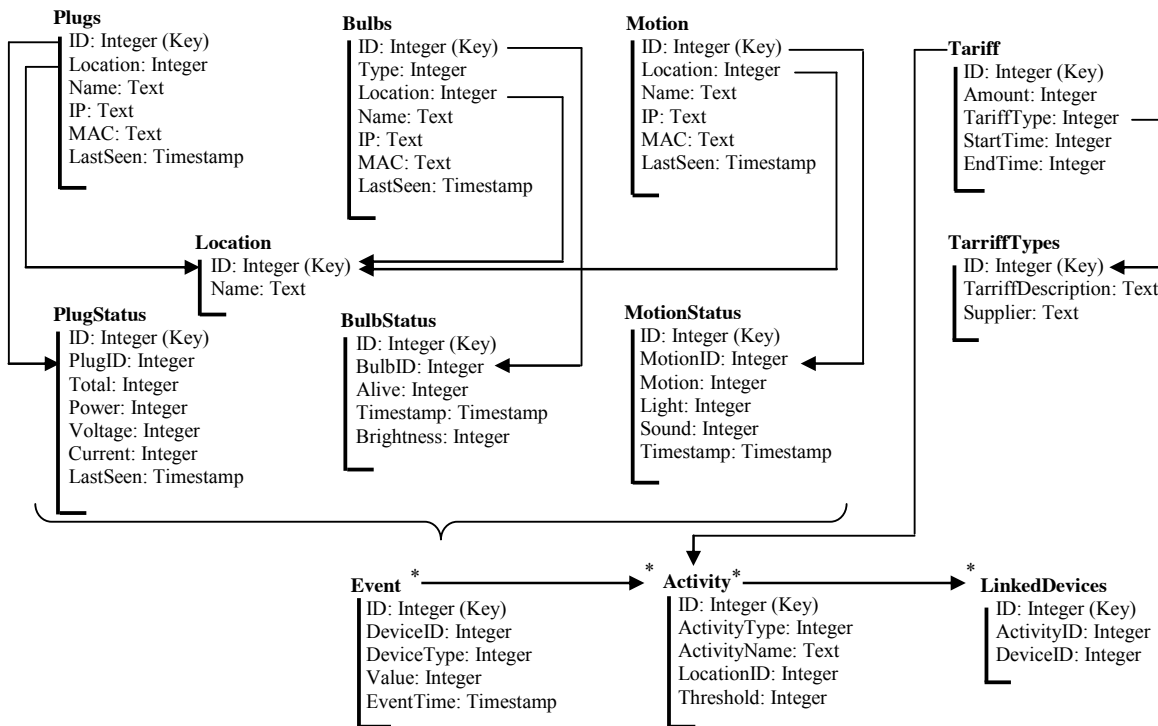 Plugs
ID: Integer (Key)
Location: Integer
Name: Text
IP: Text
MAC: Text
LastSeen: Timestamp
Bulbs
ID: Integer (Key)
Type: Integer
Location: Integer
Name: Text
IP: Text
MAC: Text
LastSeen: Timestamp
Motion
ID: Integer (Key)
Location: Integer
Name: Text
IP: Text
MAC: Text
LastSeen: Timestamp
Tariff
ID: Integer (Key)
Amount: Integer
TariffType: Integer
StartTime: Integer
EndTime: Integer
Location
ID: Integer (Key)
Name: Text
TarriffTypes
ID: Integer (Key)
TarriffDescription: Text
Supplier: Text
PlugStatus
ID: Integer (Key)
PlugID: Integer
Total: Integer
Power: Integer
Voltage: Integer
Current: Integer
LastSeen: Timestamp
BulbStatus
ID: Integer (Key)
BulbID: Integer
Alive: Integer
Timestamp: Timestamp
Brightness: Integer
MotionStatus
ID: Integer (Key)
MotionID: Integer
Motion: Integer
Light: Integer
Sound: Integer
Timestamp: Timestamp
Event * *
ID: Integer (Key)
DeviceID: Integer
DeviceType: Integer
Value: Integer
EventTime: Timestamp
Activity * *
ID: Integer (Key)
ActivityType: Integer
ActivityName: Text
LocationID: Integer
Threshold: Integer
LinkedDevices
ID: Integer (Key)
ActivityID: Integer
DeviceID: Integer